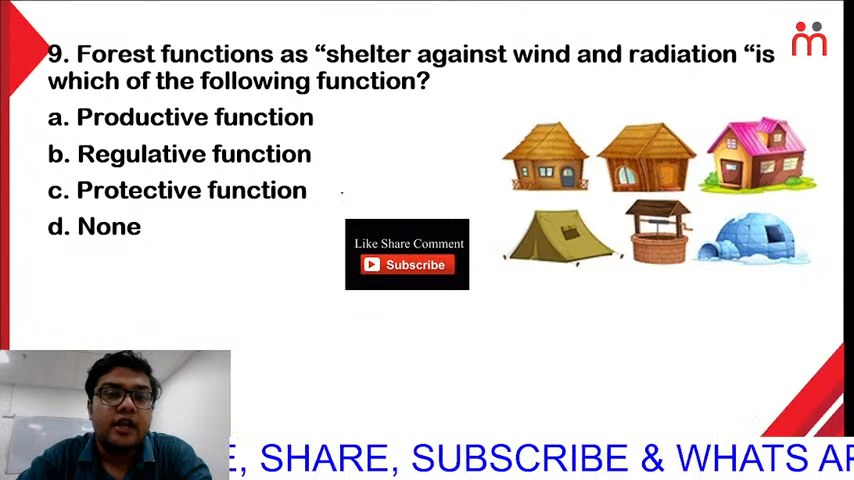 9. Forest functions as “shelter against wind and radiation “is
which of the following function?
a. Productive function
b. Regulative function
c. Protective function
d. None
Like Share Comment
Subscribe
E, SHARE, SUBSCRIBE & WHATS AP